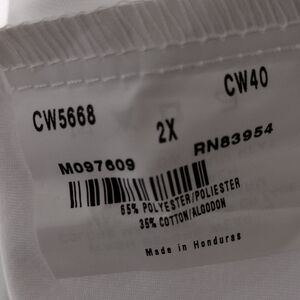 CW5668 CW40
2X
M097609 RN83954
65% POLYESTER/POLIESTER
35% COTTON/ALGODON
Made in Honduras